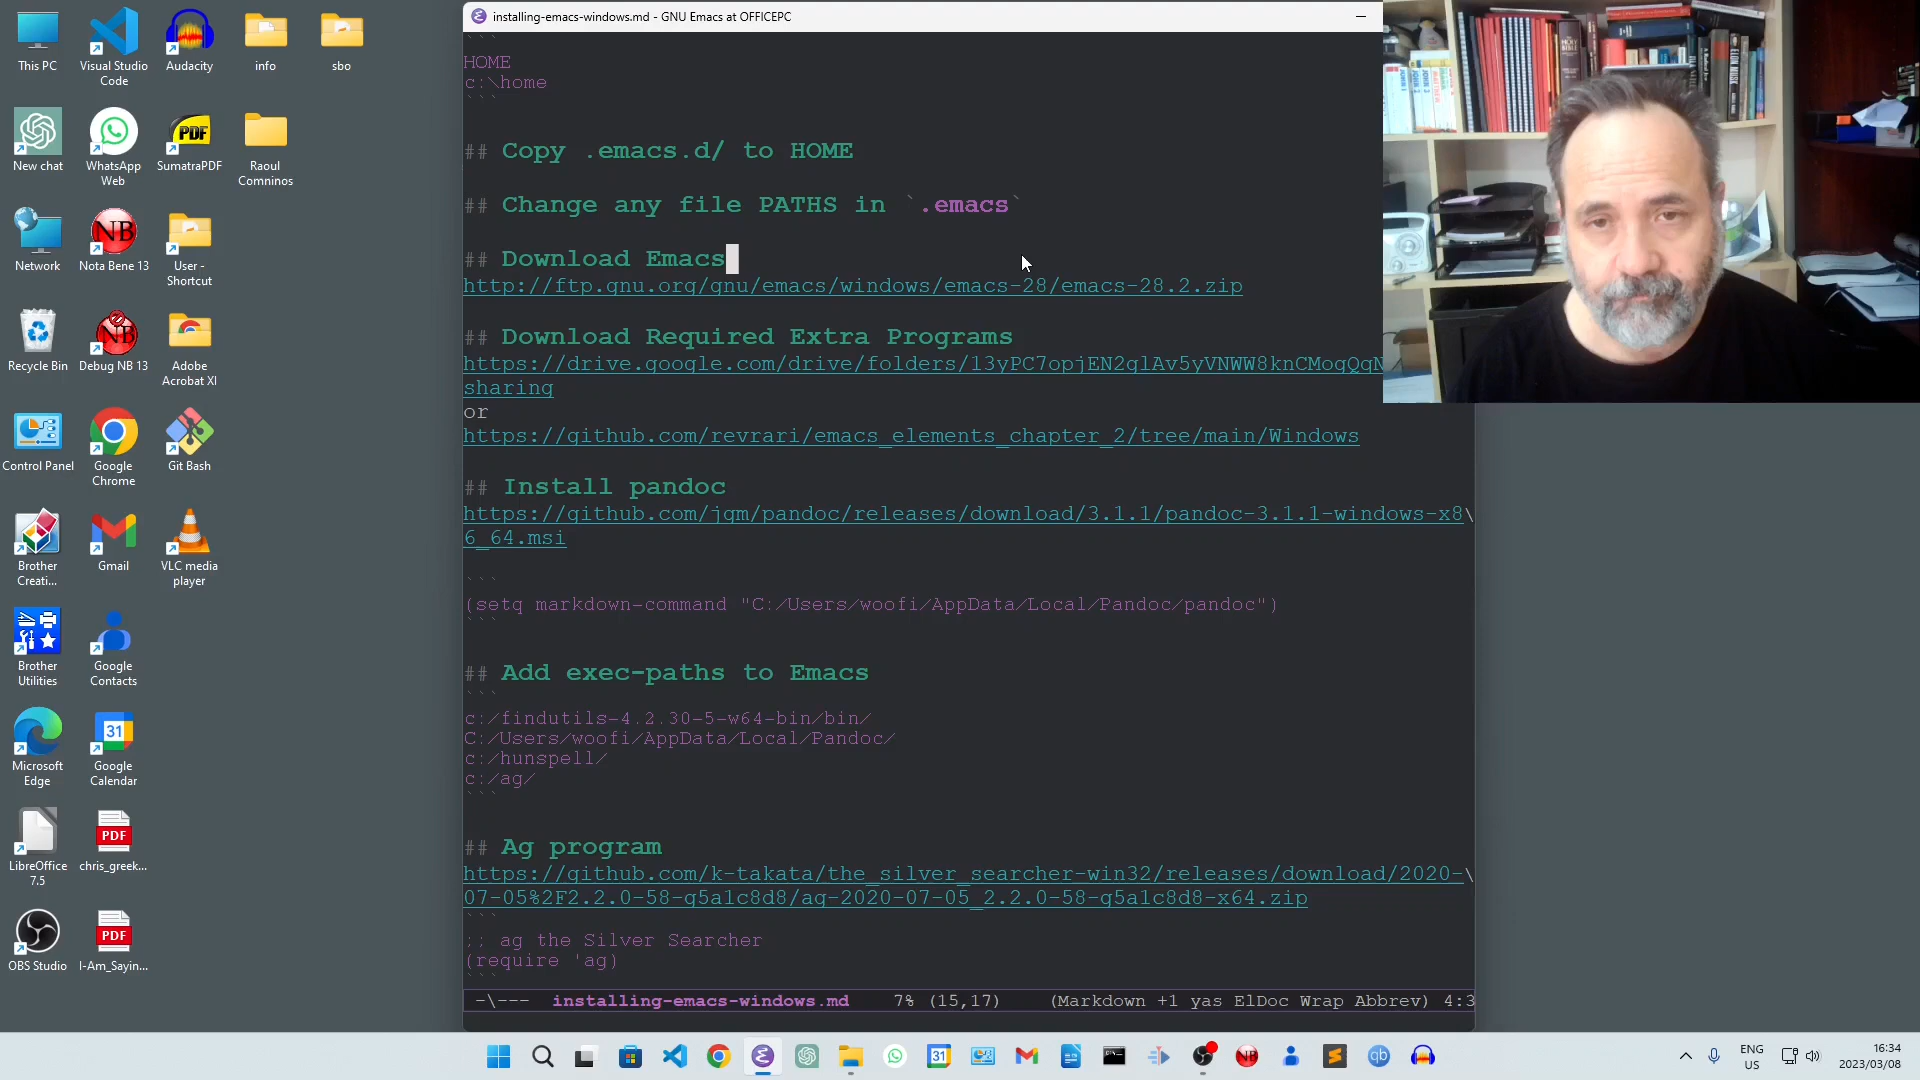 This PC
Visual Studio Code
Audacity
info
sbo
New chat
WhatsApp Web
SumatraPDF
Raoul Comninos
Network
Nota Bene 13
User - Shortcut
Recycle Bin
Debug NB 13
Adobe Acrobat XI
Control Panel
Google Chrome
Git Bash
Brother Creati...
Gmail
VLC media player
Brother Utilities
Google Contacts
Microsoft Edge
Google Calendar
LibreOffice 7.5
chris_greek...
OBS Studio
I-Am_Sayin...
installing-emacs-windows.md - GNU Emacs at OFFICEPC
```
HOME
c:\home
```
## Copy .emacs.d/ to HOME
## Change any file PATHS in `.emacs`
## Download Emacs
http://ftp.gnu.org/gnu/emacs/windows/emacs-28/emacs-28.2.zip
## Download Required Extra Programs
https://drive.google.com/drive/folders/
sharing
or
https://github.com/revrari/emacs_elements_chapter_2/tree/main/Windows
## Install pandoc
https://github.com/jgm/pandoc/releases/download/3.1.1/pandoc-3.1.1-windows-x8\
6_64.msi
```
(setq markdown-command "C:/Users/woofi/AppData/Local/Pandoc/pandoc")
```
## Add exec-paths to Emacs
```
c:/findutils-4.2.30-5-w64-bin/bin/
C:/Users/woofi/AppData/Local/Pandoc/
c:/hunspell/
c:/ag/
```
## Ag program
https://github.com/k-takata/the_silver_searcher-win32/releases/download/2020-\
07-05%2F2.2.0-58-g5a1c8d8/ag-2020-07-05_2.2.0-58-g5a1c8d8-x64.zip
```
;; ag the Silver Searcher
(require 'ag)
```
-\--- installing-emacs-windows.md 7% (15,17) (Markdown +1 yas ElDoc Wrap Abbrev) 4:3
ENG
US
16:34
2023/03/08